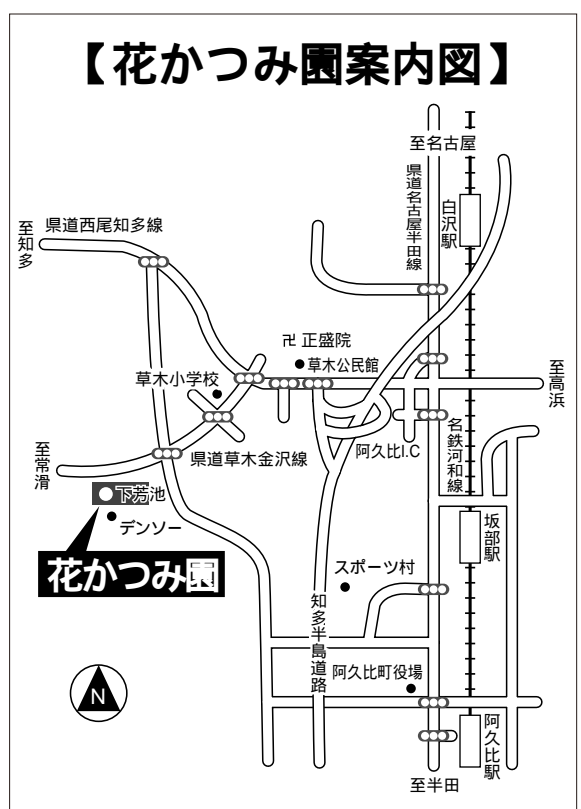 【花かつみ園案内図】
至名古屋
県道名古屋半田線
白沢駅
県道西尾知多線
至知多
卍 正盛院
草木公民館
至高浜
草木小学校
阿久比I.C
名鉄河和線
至常滑
県道草木金沢線
下芳池
デンソー
坂部駅
花かつみ園
スポーツ村
知多半島道路
阿久比町役場
N
阿久比駅
至半田